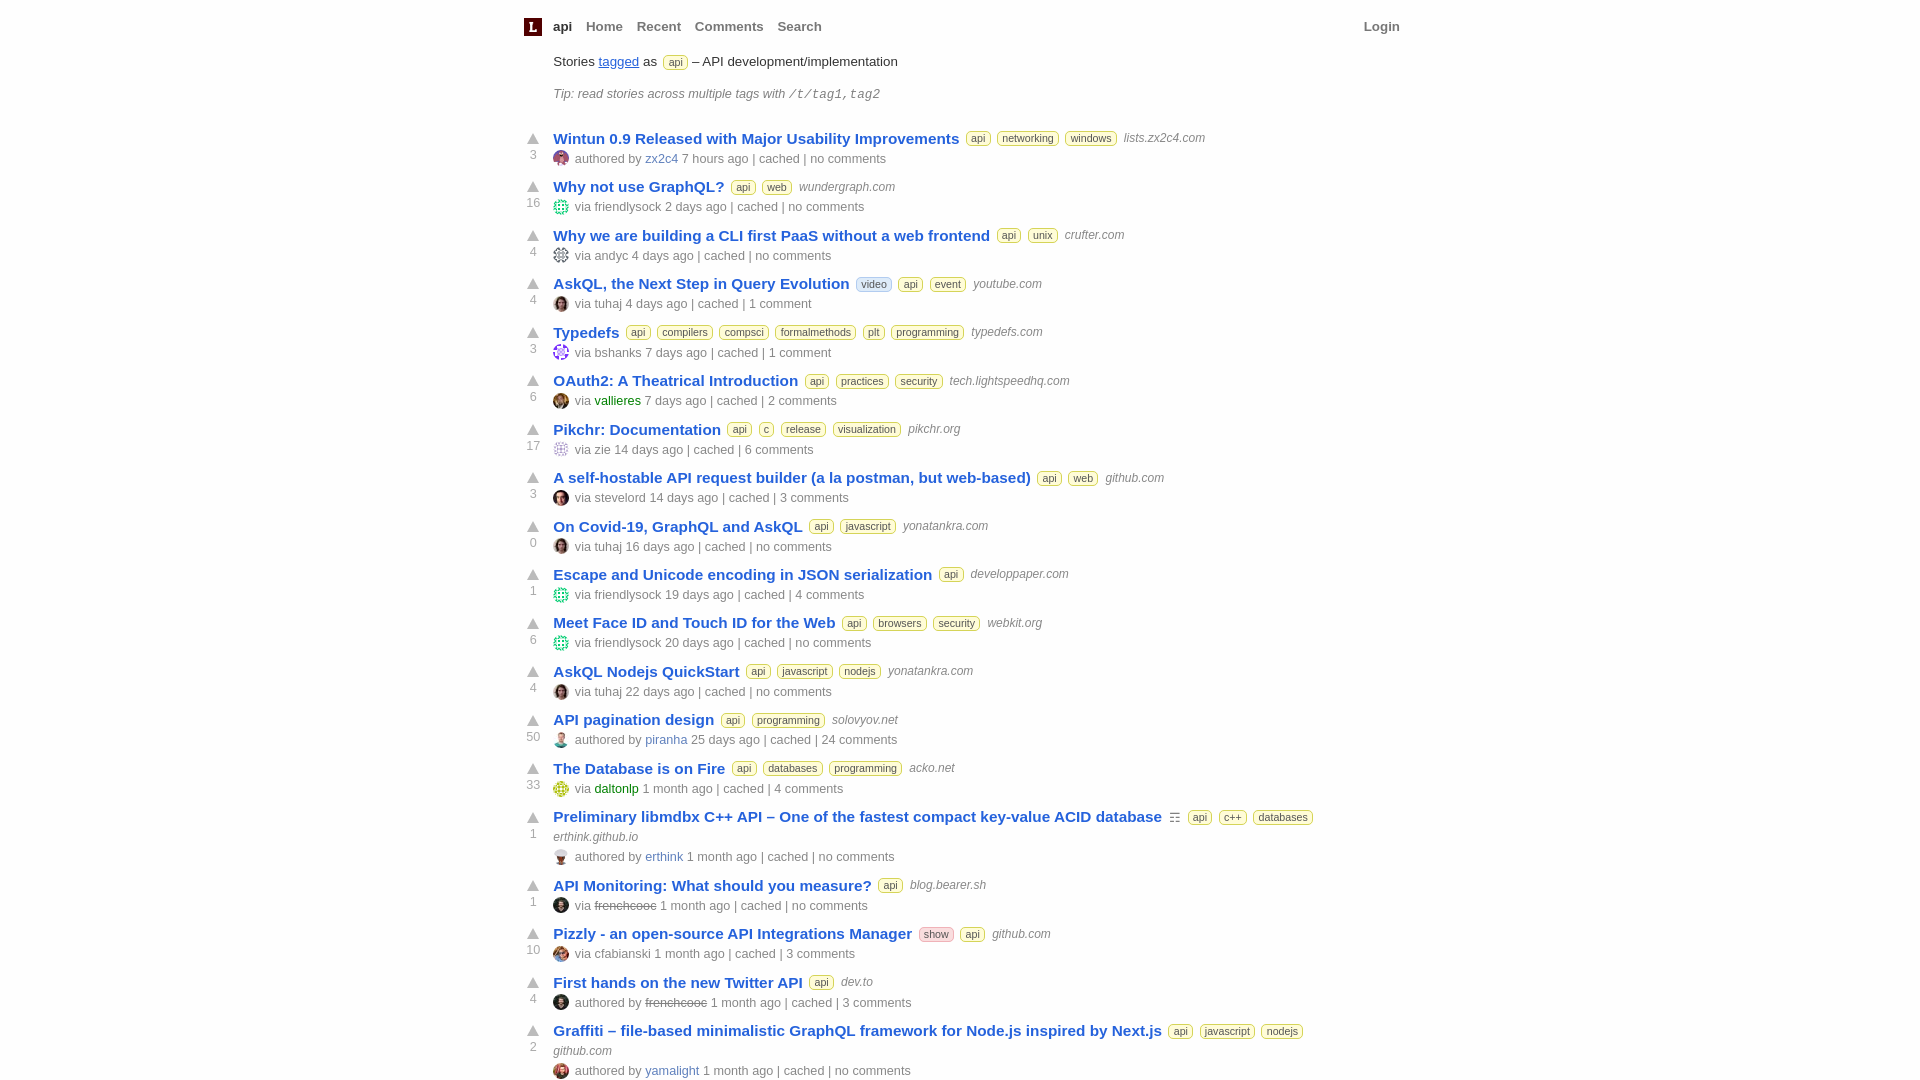 L api Home Recent Comments Search Login
Stories tagged as api – API development/implementation
Tip: read stories across multiple tags with /t/tag1,tag2
Wintun 0.9 Released with Major Usability Improvements api networking windows lists.zx2c4.com
3 authored by zx2c4 7 hours ago | cached | no comments
Why not use GraphQL? api web wundergraph.com
16 via friendlysock 2 days ago | cached | no comments
Why we are building a CLI first PaaS without a web frontend api unix crufter.com
4 via andyc 4 days ago | cached | no comments
AskQL, the Next Step in Query Evolution video api event youtube.com
4 via tuhaj 4 days ago | cached | 1 comment
Typedefs api compilers compsci formalmethods plt programming typedefs.com
3 via bshanks 7 days ago | cached | 1 comment
OAuth2: A Theatrical Introduction api practices security tech.lightspeedhq.com
6 via vallieres 7 days ago | cached | 2 comments
Pikchr: Documentation api c release visualization pikchr.org
17 via zie 14 days ago | cached | 6 comments
A self-hostable API request builder (a la postman, but web-based) api web github.com
3 via stevelord 14 days ago | cached | 3 comments
On Covid-19, GraphQL and AskQL api javascript yonatankra.com
0 via tuhaj 16 days ago | cached | no comments
Escape and Unicode encoding in JSON serialization api developpaper.com
1 via friendlysock 19 days ago | cached | 4 comments
Meet Face ID and Touch ID for the Web api browsers security webkit.org
6 via friendlysock 20 days ago | cached | no comments
AskQL Nodejs QuickStart api javascript nodejs yonatankra.com
4 via tuhaj 22 days ago | cached | no comments
API pagination design api programming solovyov.net
50 authored by piranha 25 days ago | cached | 24 comments
The Database is on Fire api databases programming acko.net
33 via daltonlp 1 month ago | cached | 4 comments
Preliminary libmdbx C++ API – One of the fastest compact key-value ACID database ☶ api c++ databases
1 erthink.github.io
authored by erthink 1 month ago | cached | no comments
API Monitoring: What should you measure? api blog.bearer.sh
1 via frenchcooc 1 month ago | cached | no comments
Pizzly - an open-source API Integrations Manager show api github.com
10 via cfabianski 1 month ago | cached | 3 comments
First hands on the new Twitter API api dev.to
4 authored by frenchcooc 1 month ago | cached | 3 comments
Graffiti – file-based minimalistic GraphQL framework for Node.js inspired by Next.js api javascript nodejs
2 github.com
authored by yamalight 1 month ago | cached | no comments